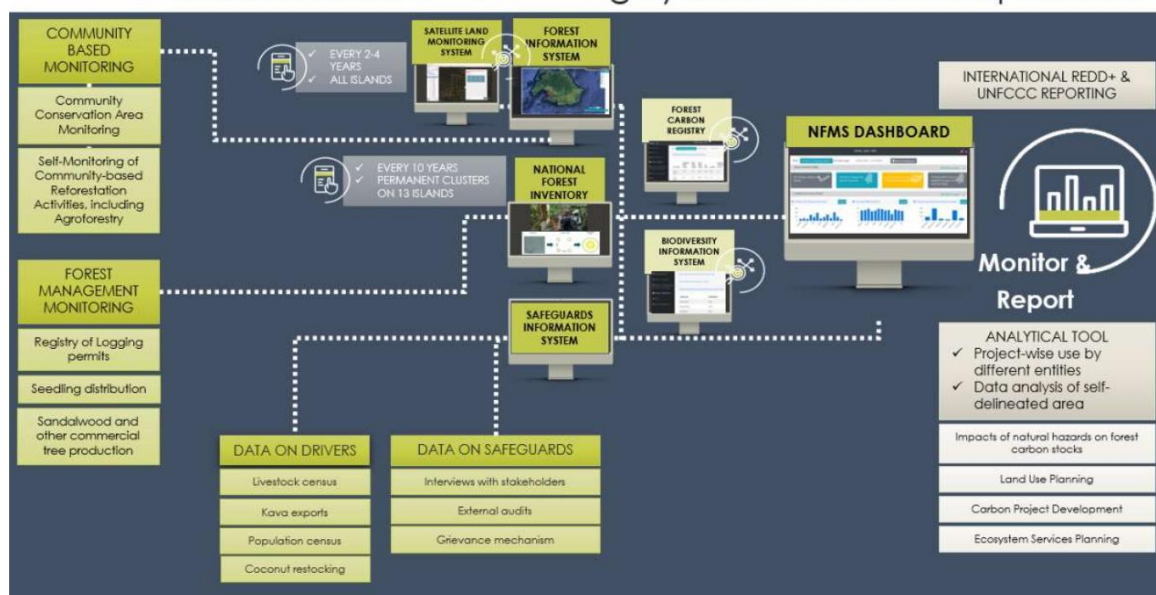 COMMUNITY
BASED
MONITORING
Community
Conservation Area
Monitoring
Self-Monitoring of
Community-based
Reforestation
Activities, including
Agroforestry
FOREST
MANAGEMENT
MONITORING
Registry of Logging
permits
Seedling distribution
Sandalwood and
other commercial
tree production
✓ EVERY 2-4
YEARS
✓ ALL ISLANDS
SATELLITE LAND
MONITORING
SYSTEM
FOREST
INFORMATION
SYSTEM
✓ EVERY 10 YEARS
✓ PERMANENT CLUSTERS
ON 13 ISLANDS
NATIONAL
FOREST
INVENTORY
SAFEGUARDS
INFORMATION
SYSTEM
FOREST
CARBON
REGISTRY
BIODIVERSITY
INFORMATION
SYSTEM
NFMS DASHBOARD
DATA ON DRIVERS
Livestock census
Kava exports
Population census
Coconut restocking
DATA ON SAFEGUARDS
Interviews with stakeholders
External audits
Grievance mechanism
INTERNATIONAL REDD+ &
UNFCCC REPORTING
Monitor &
Report
ANALYTICAL TOOL
✓ Project-wise use by
different entities
✓ Data analysis of self-
delineated area
Impacts of natural hazards on forest
carbon stocks
Land Use Planning
Carbon Project Development
Ecosystem Services Planning